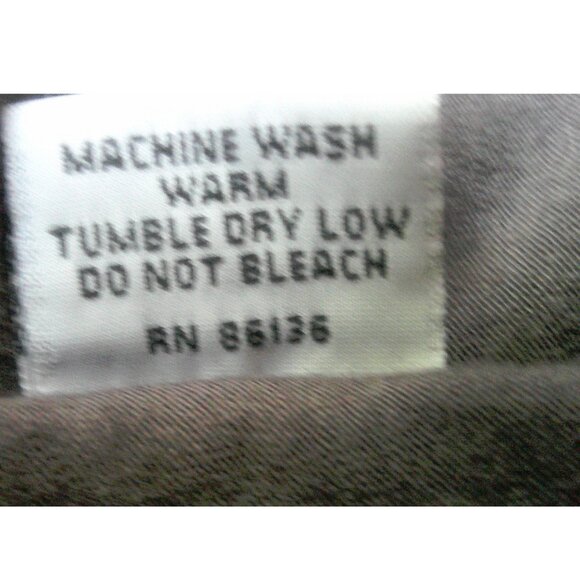 MACHINE WASH
WARM
TUMBLE DRY LOW
DO NOT BLEACH
RN 86136